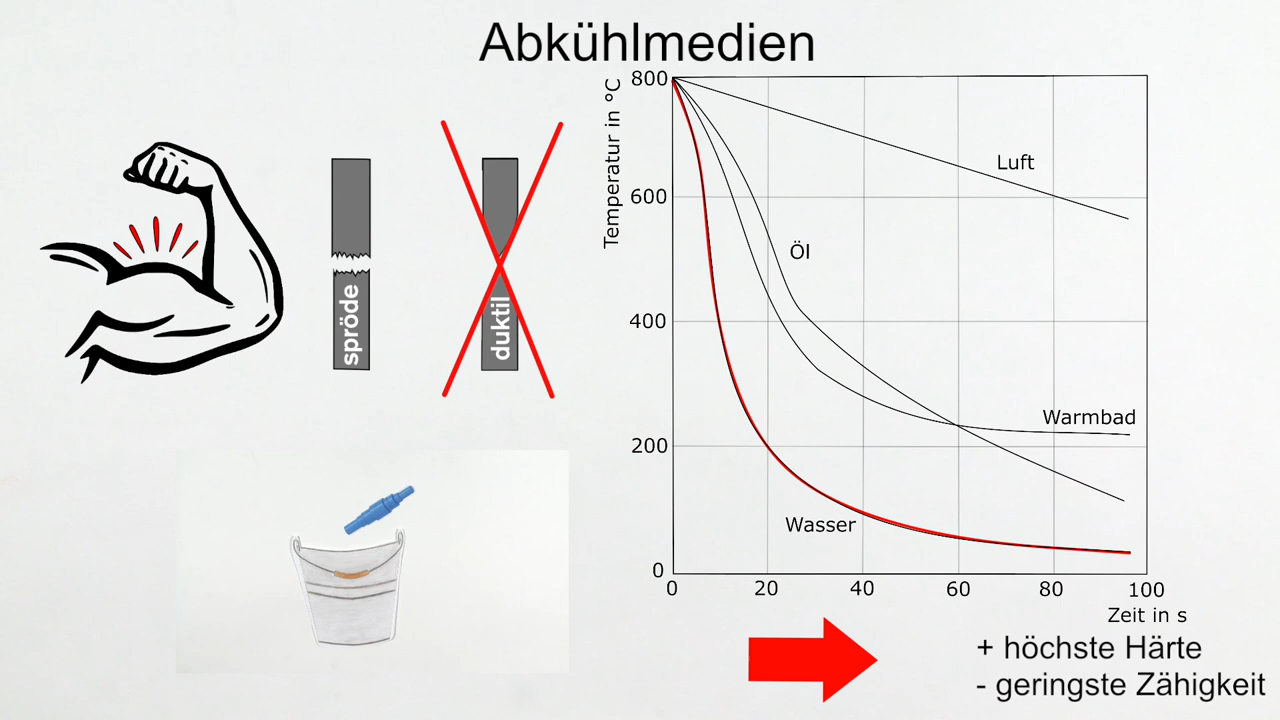 Abkühlmedien
spröde
duktil
Temperatur in °C
800
600
400
200
0
0 20 40 60 80 100
Zeit in s
Luft
Öl
Warmbad
Wasser
+ höchste Härte
- geringste Zähigkeit